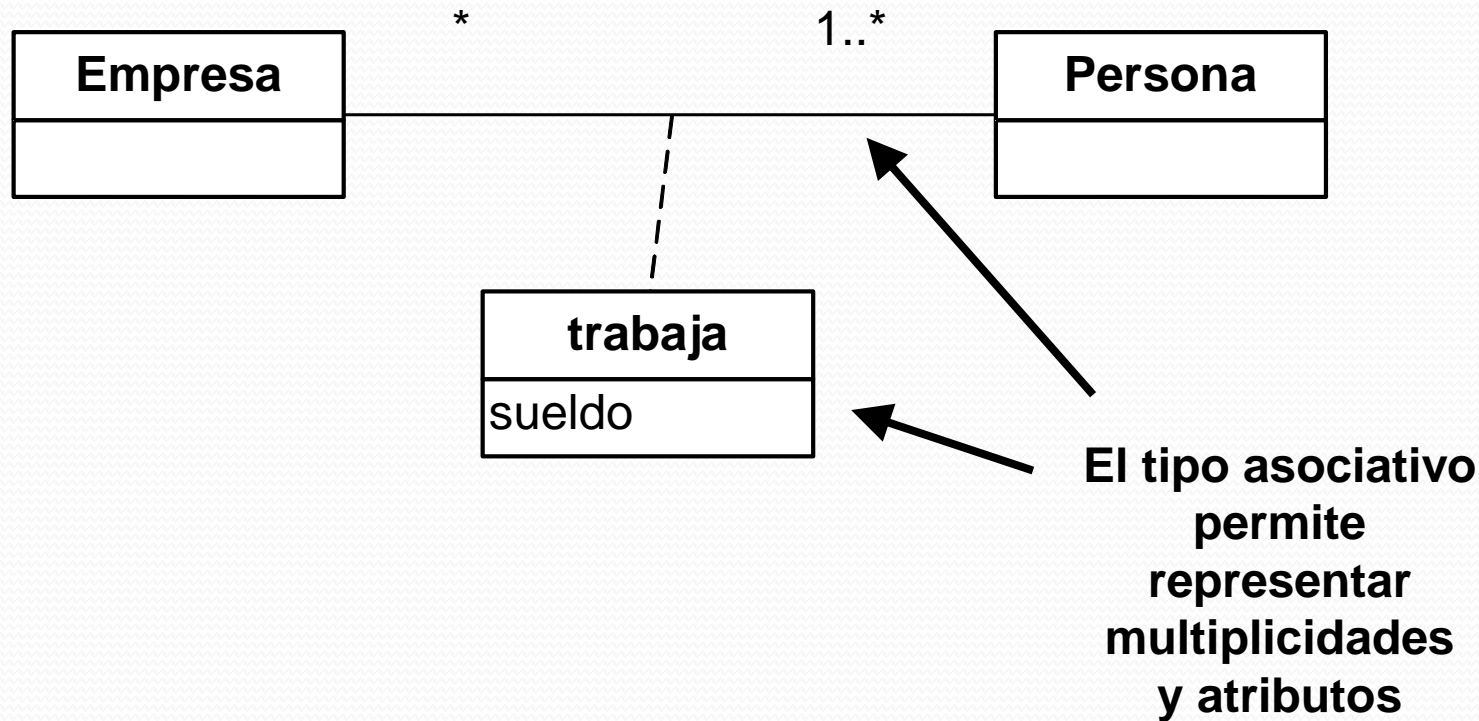 *
1..*
Empresa
Persona
trabaja
sueldo
El tipo asociativo
permite
representar
multiplicidades
y atributos